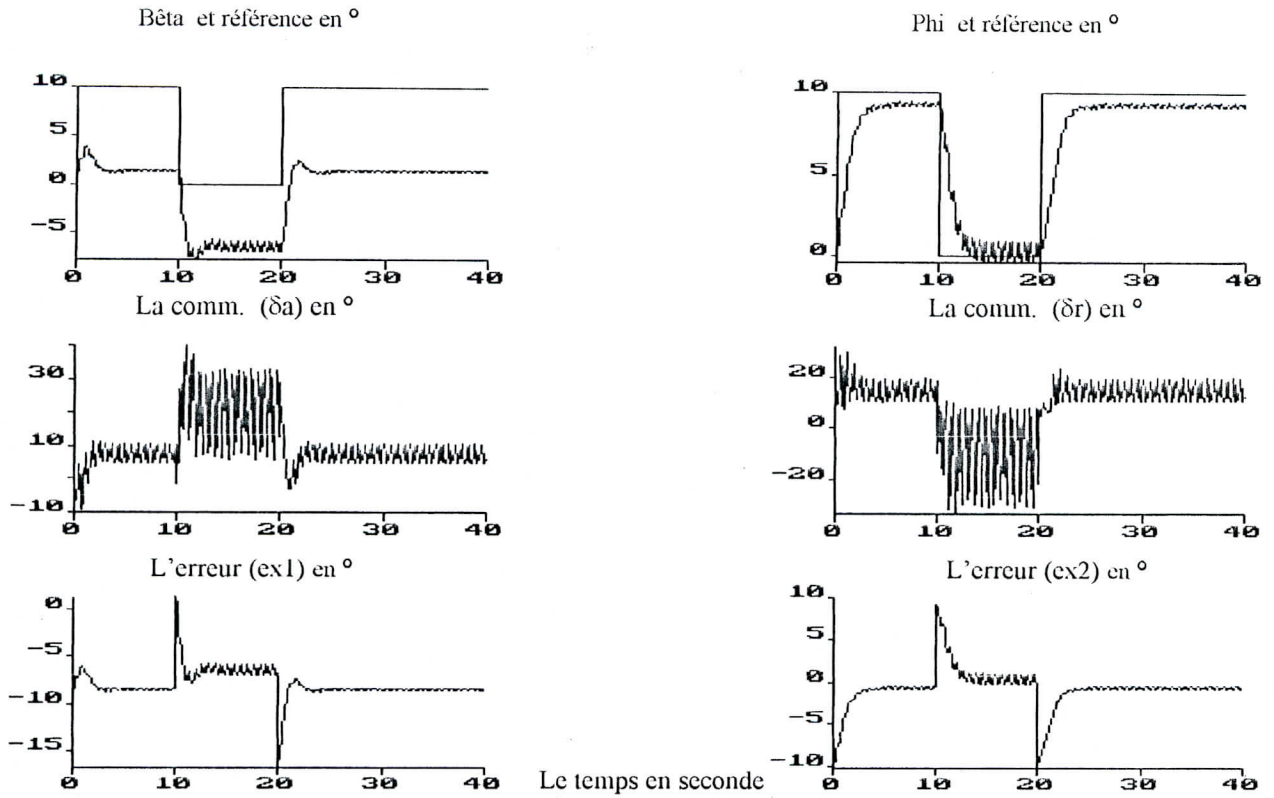 Bêta et référence en °
Phi et référence en °
10
5
0
−5
0 10 20 30 40
10
5
0
0 10 20 30 40
La comm. (δa) en °
La comm. (δr) en °
30
10
−10
0 10 20 30 40
20
0
−20
0 10 20 30 40
L'erreur (ex1) en °
L'erreur (ex2) en °
0
−5
−10
−15
0 10 20 30 40
10
5
0
−5
−10
0 10 20 30 40
Le temps en seconde